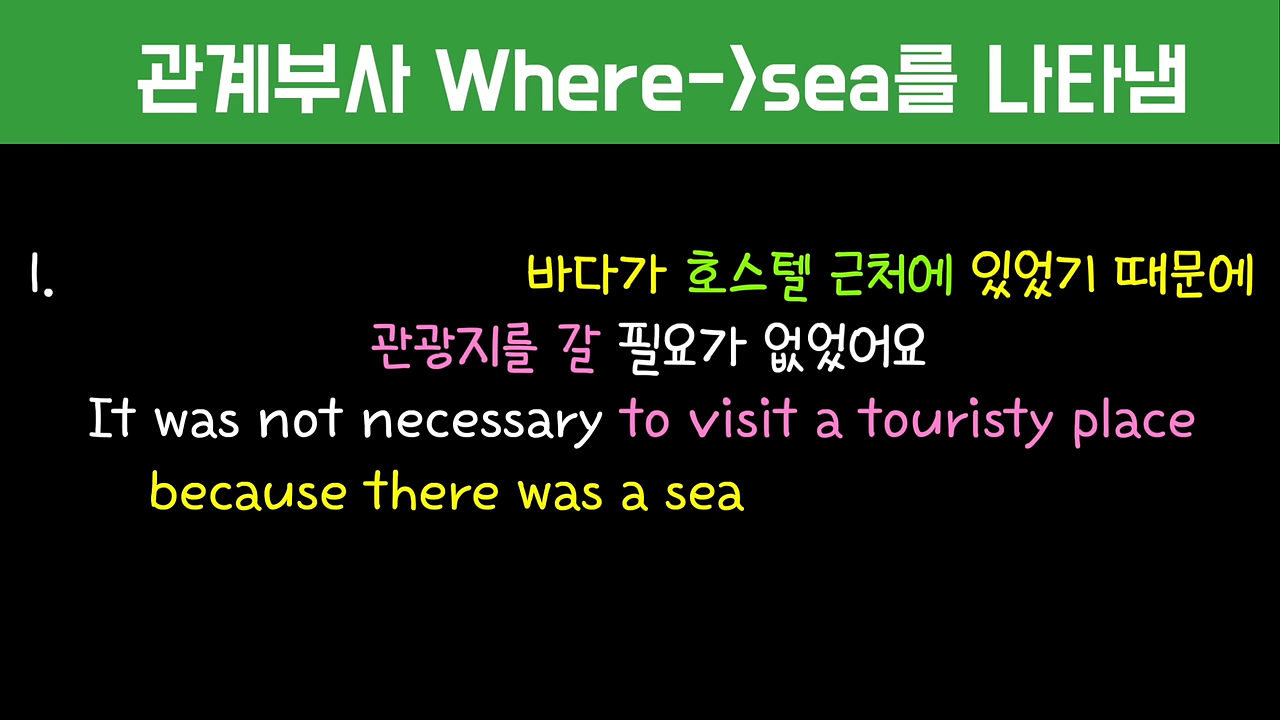 관계부사 Where->sea를 나타냄
1. 바다가 호스텔 근처에 있었기 때문에
관광지를 갈 필요가 없었어요
It was not necessary to visit a touristy place
because there was a sea